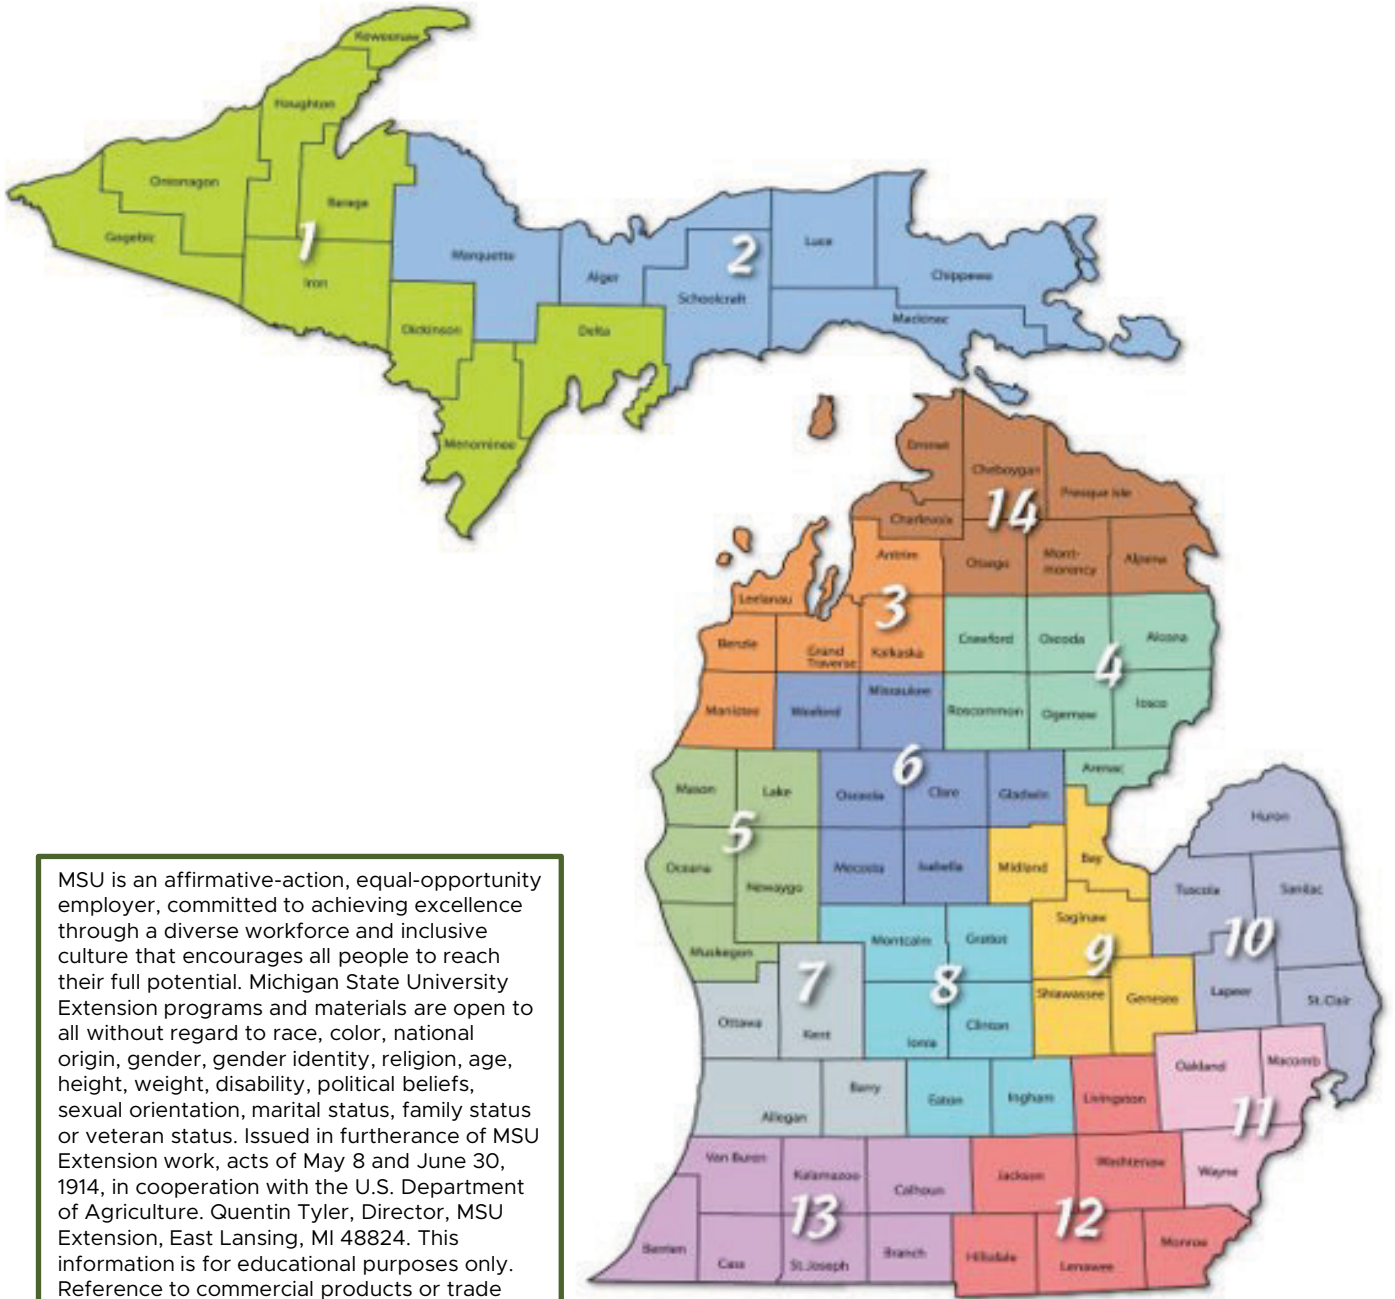 Keweenaw
Houghton
Ontonagon
Baraga
Gogebic
1
Iron
Marquette
Dickinson
Menominee
Delta
Alger
2
Schoolcraft
Luce
Chippewa
Mackinac
Emmet
Cheboygan
Presque Isle
14
Charlevoix
Otsego
Mont-
morency
Alpena
Antrim
Leelanau
3
Benzie
Grand
Traverse
Kalkaska
Manistee
Crawford
Oscoda
Alcona
4
Roscommon
Ogemaw
Iosco
Arenac
Missaukee
Wexford
6
Osceola
Clare
Gladwin
Mecosta
Isabella
Mason
Lake
5
Oceana
Newaygo
Muskegon
Midland
Bay
Saginaw
9
Shiawassee
Genesee
Huron
Tuscola
Sanilac
10
Lapeer
St. Clair
Montcalm
Gratiot
8
Ionia
Clinton
Eaton
Ingham
7
Ottawa
Kent
Allegan
Barry
Livingston
Oakland
Macomb
11
Wayne
Van Buren
Kalamazoo
Calhoun
13
Berrien
Cass
St. Joseph
Branch
Jackson
Washtenaw
12
Hillsdale
Lenawee
Monroe
MSU is an affirmative-action, equal-opportunity
employer, committed to achieving excellence
through a diverse workforce and inclusive
culture that encourages all people to reach
their full potential. Michigan State University
Extension programs and materials are open to
all without regard to race, color, national
origin, gender, gender identity, religion, age,
height, weight, disability, political beliefs,
sexual orientation, marital status, family status
or veteran status. Issued in furtherance of MSU
Extension work, acts of May 8 and June 30,
1914, in cooperation with the U.S. Department
of Agriculture. Quentin Tyler, Director, MSU
Extension, East Lansing, MI 48824. This
information is for educational purposes only.
Reference to commercial products or trade